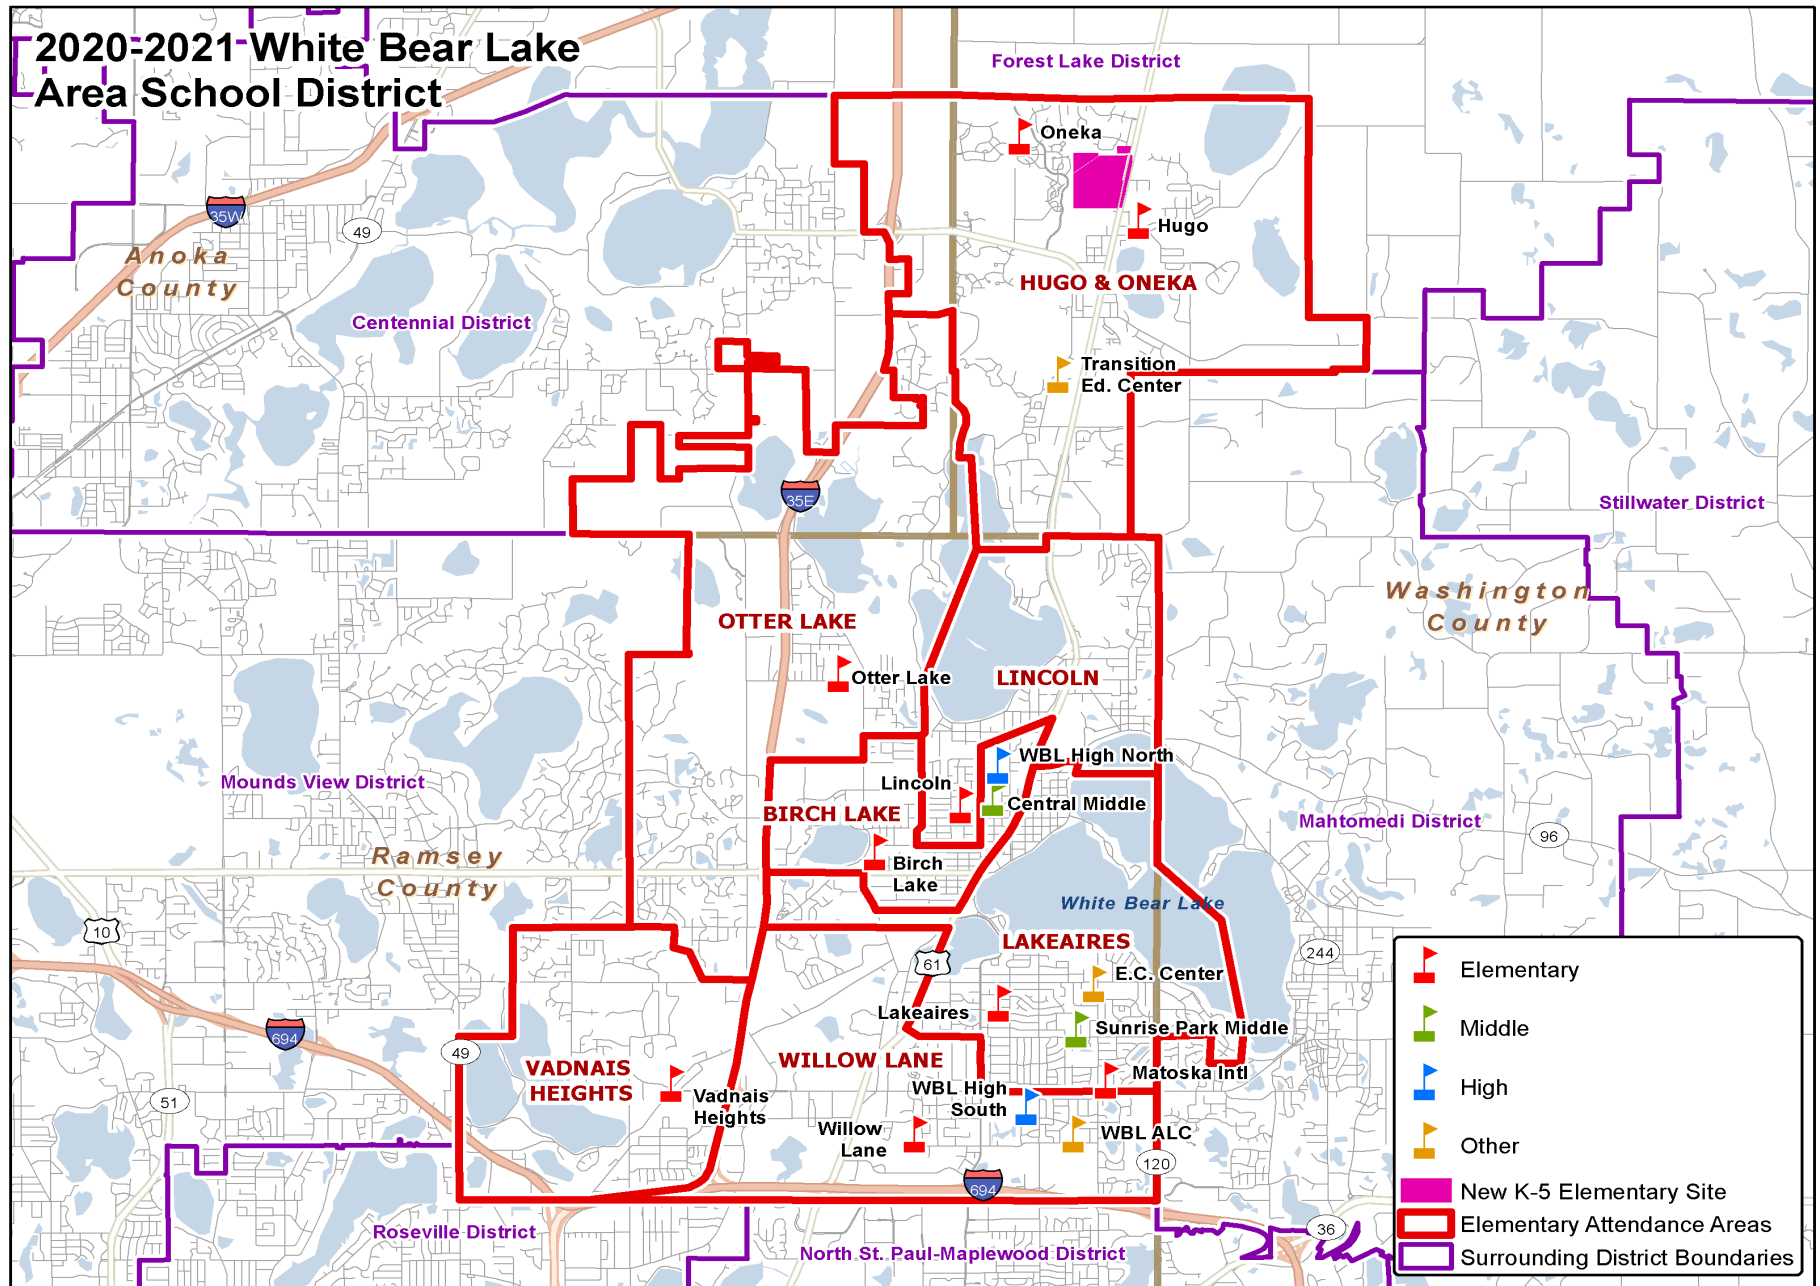 2020-2021 White Bear Lake
Area School District
Forest Lake District
Oneka
35W
49
Hugo
Anoka
County
HUGO & ONEKA
Centennial District
Transition
Ed. Center
35E
Stillwater District
Washington
County
OTTER LAKE
Otter Lake
LINCOLN
WBL High North
Mounds View District
Lincoln
Central Middle
BIRCH LAKE
Mahtomedi District
96
Ramsey
County
Birch
Lake
White Bear Lake
10
LAKEAIRES
61
244
E.C. Center
Lakeaires
Sunrise Park Middle
694
49
VADNAIS
HEIGHTS
WILLOW LANE
Matoska Intl
Vadnais
Heights
WBL High
South
51
Willow
Lane
WBL ALC
120
694
Roseville District
North St. Paul-Maplewood District
36
Elementary
Middle
High
Other
New K-5 Elementary Site
Elementary Attendance Areas
Surrounding District Boundaries